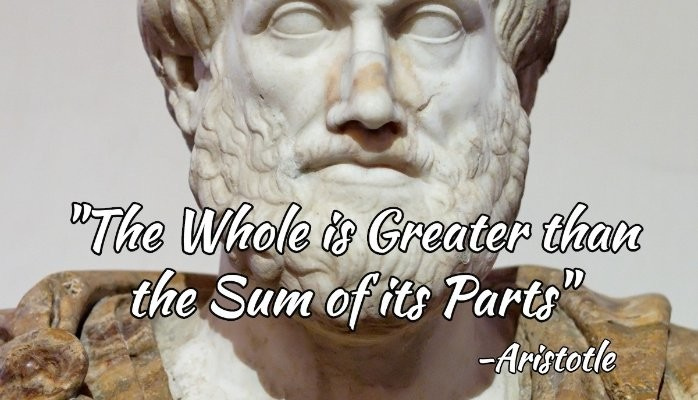 "The Whole is Greater than
the Sum of its Parts"
-Aristotle